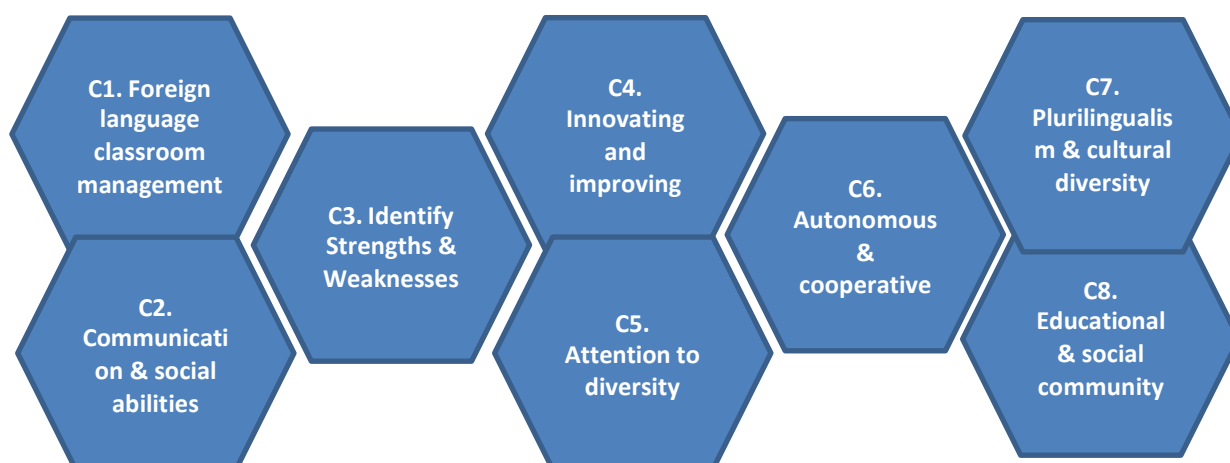 C1. Foreign
language
classroom
management
C2.
Communicati
on & social
abilities
C3. Identify
Strengths &
Weaknesses
C4.
Innovating
and
improving
C5.
Attention to
diversity
C6.
Autonomous
&
cooperative
C7.
Plurilingualis
m & cultural
diversity
C8.
Educational
& social
community